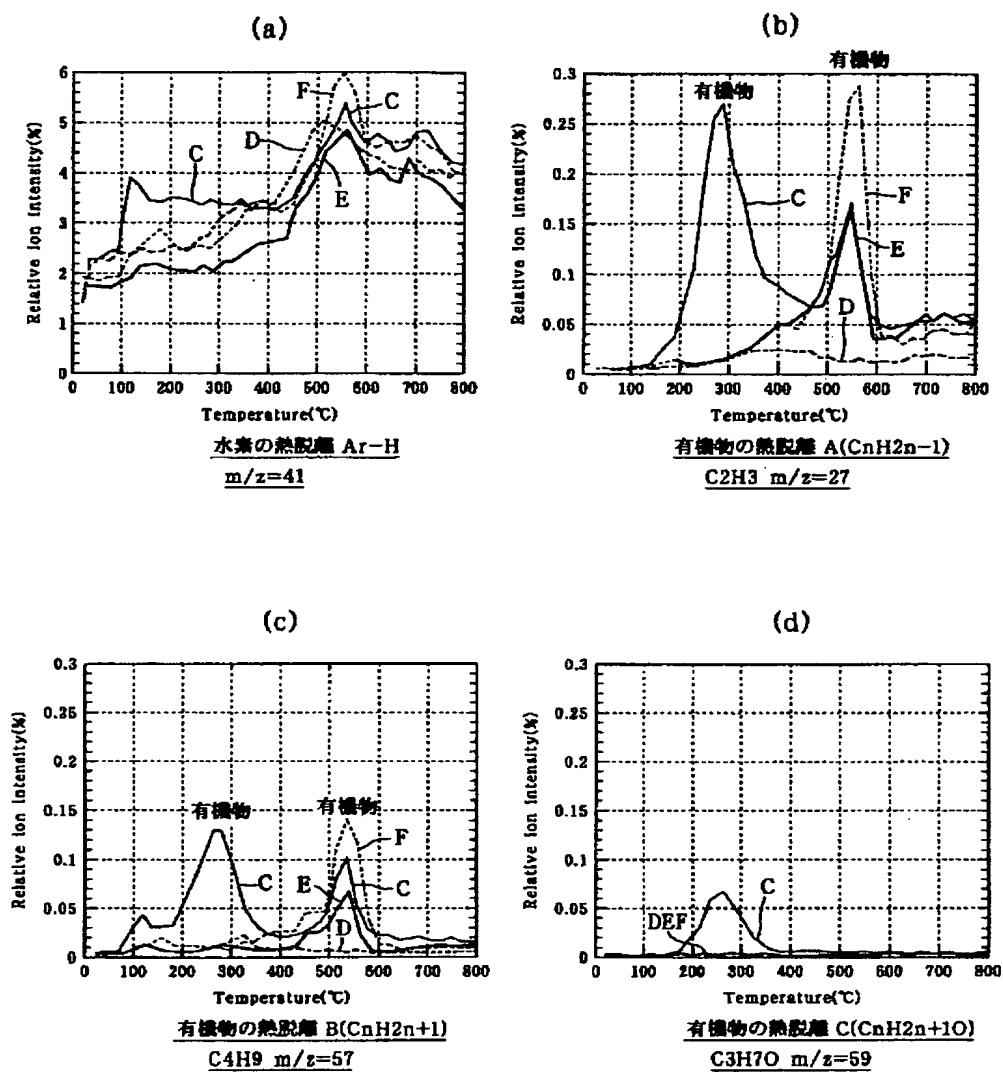 (a)
6
5
4
3
2
1
0
0 100 200 300 400 500 600 700 800
Relative ion intensity(%)
Temperature(℃)
F
C
D
C
E
水素の熱脱離 Ar-H
m/z=41
(b)
有機物
有機物
0.3
0.25
0.2
0.15
0.1
0.05
0
0 100 200 300 400 500 600 700 800
Relative ion intensity(%)
Temperature(℃)
C
F
E
D
有機物の熱脱離 A(CnH2n-1)
C2H3 m/z=27
(c)
0.3
0.25
0.2
0.15
0.1
0.05
0
0 100 200 300 400 500 600 700 800
Relative ion intensity(%)
Temperature(℃)
有機物
有機物
F
C
E
C
D
有機物の熱脱離 B(CnH2n+1)
C4H9 m/z=57
(d)
0.3
0.25
0.2
0.15
0.1
0.05
0
0 100 200 300 400 500 600 700 800
Relative ion intensity(%)
Temperature(℃)
C
DEF
有機物の熱脱離 C(CnH2n+1O)
C3H7O m/z=59